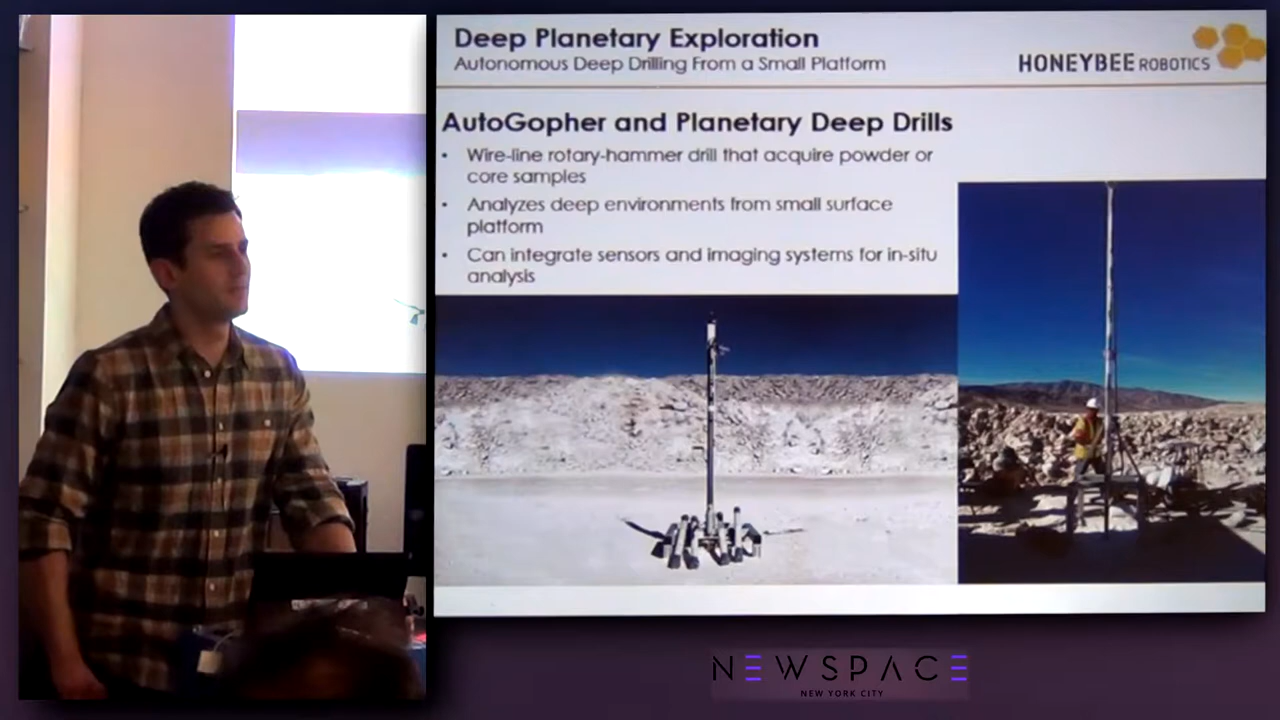 Deep Planetary Exploration
Autonomous Deep Drilling From a Small Platform
HONEYBEE ROBOTICS
AutoGopher and Planetary Deep Drills
• Wire-line rotary-hammer drill that acquire powder or
core samples
• Analyzes deep environments from small surface
platform
• Can integrate sensors and imaging systems for in-situ
analysis
NEWSPACE
NEW YORK CITY